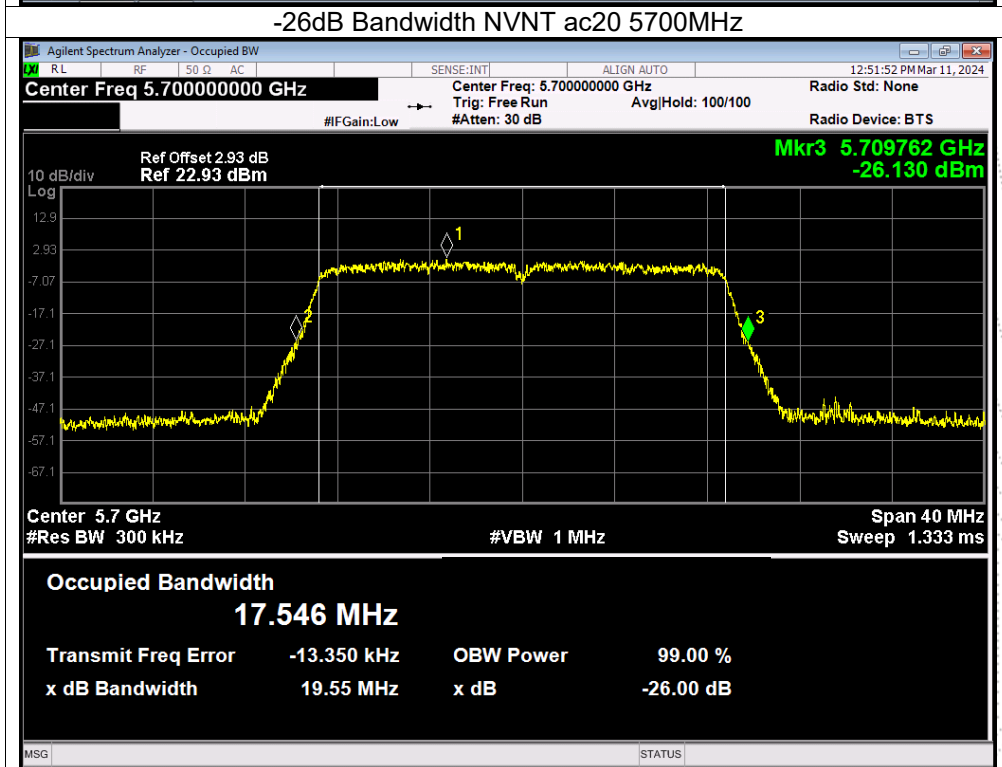 -26dB Bandwidth NVNT ac20 5700MHz
Agilent Spectrum Analyzer - Occupied BW
LXI RL RF 50 Ω AC SENSE:INT ALIGN AUTO 12:51:52 PM Mar 11, 2024
Center Freq 5.700000000 GHz Center Freq: 5.700000000 GHz Radio Std: None
Trig: Free Run Avg|Hold: 100/100
#IFGain:Low #Atten: 30 dB Radio Device: BTS
Ref Offset 2.93 dB Mkr3 5.709762 GHz
10 dB/div Ref 22.93 dBm -26.130 dBm
Log
12.9
2.93
-7.07
-17.1
-27.1
-37.1
-47.1
-57.1
-67.1
1
2
3
Center 5.7 GHz Span 40 MHz
#Res BW 300 kHz #VBW 1 MHz Sweep 1.333 ms
Occupied Bandwidth
17.546 MHz
Transmit Freq Error -13.350 kHz OBW Power 99.00 %
x dB Bandwidth 19.55 MHz x dB -26.00 dB
MSG STATUS